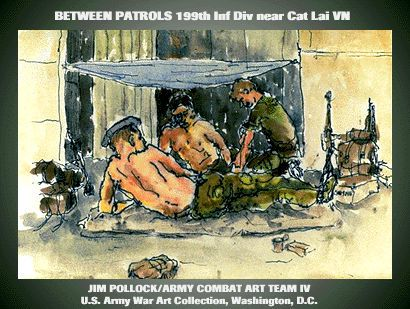 BETWEEN PATROLS 199th Inf Div near Cat Lai VN
JIM POLLOCK/ARMY COMBAT ART TEAM IV
U.S. Army War Art Collection, Washington, D.C.